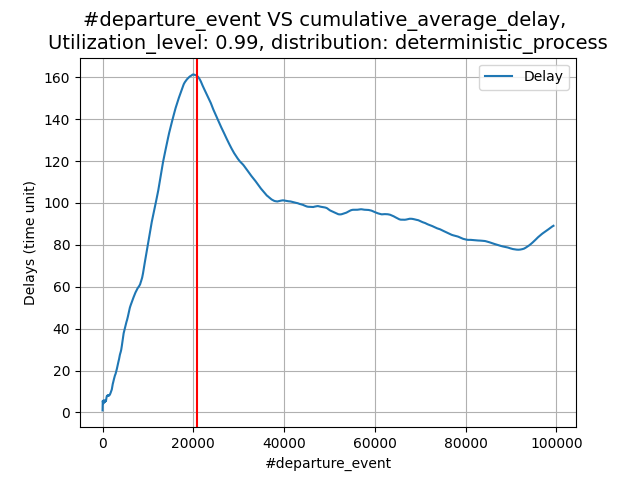 #departure_event VS cumulative_average_delay,
Utilization_level: 0.99, distribution: deterministic_process
Delay
160
140
120
100
80
60
40
20
0
Delays (time unit)
0 20000 40000 60000 80000 100000
#departure_event